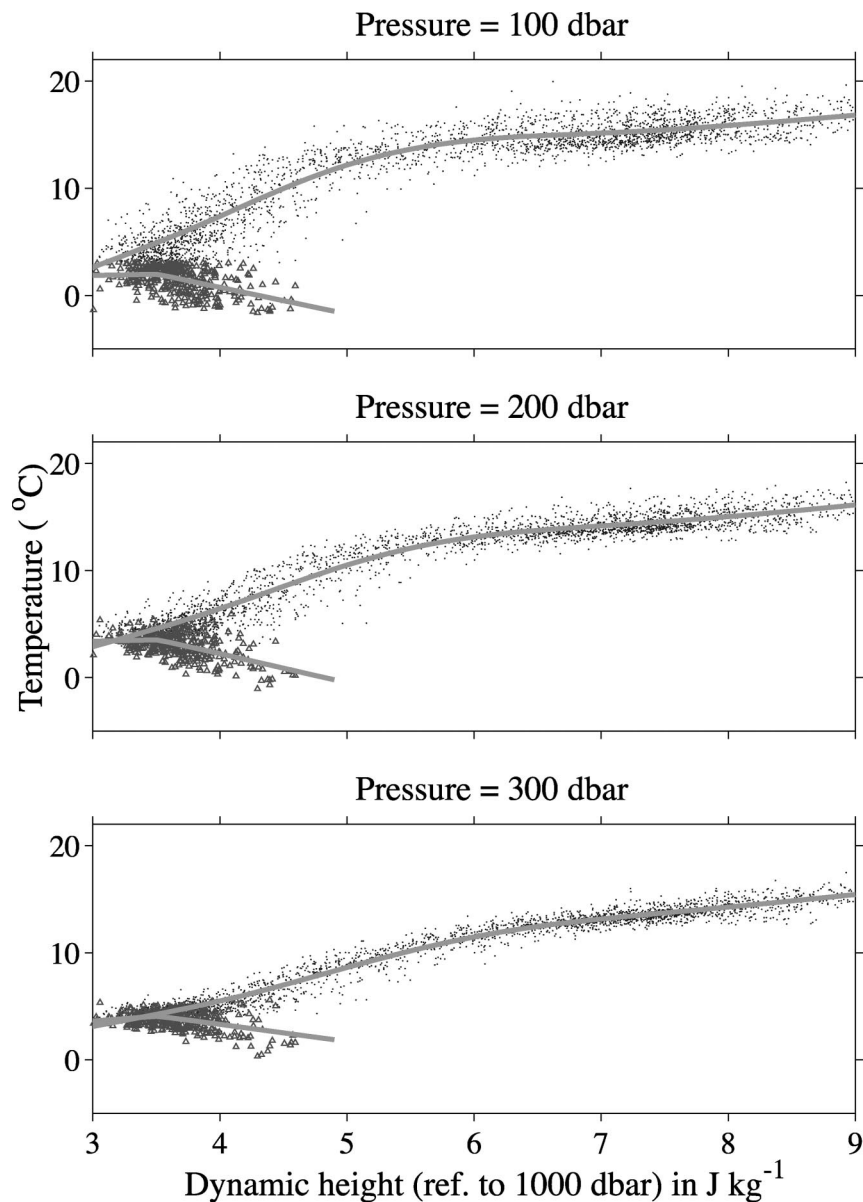 Pressure = 100 dbar
20
10
0
Pressure = 200 dbar
20
10
0
Temperature ( °C)
Pressure = 300 dbar
20
10
0
3 4 5 6 7 8 9
Dynamic height (ref. to 1000 dbar) in J kg⁻¹